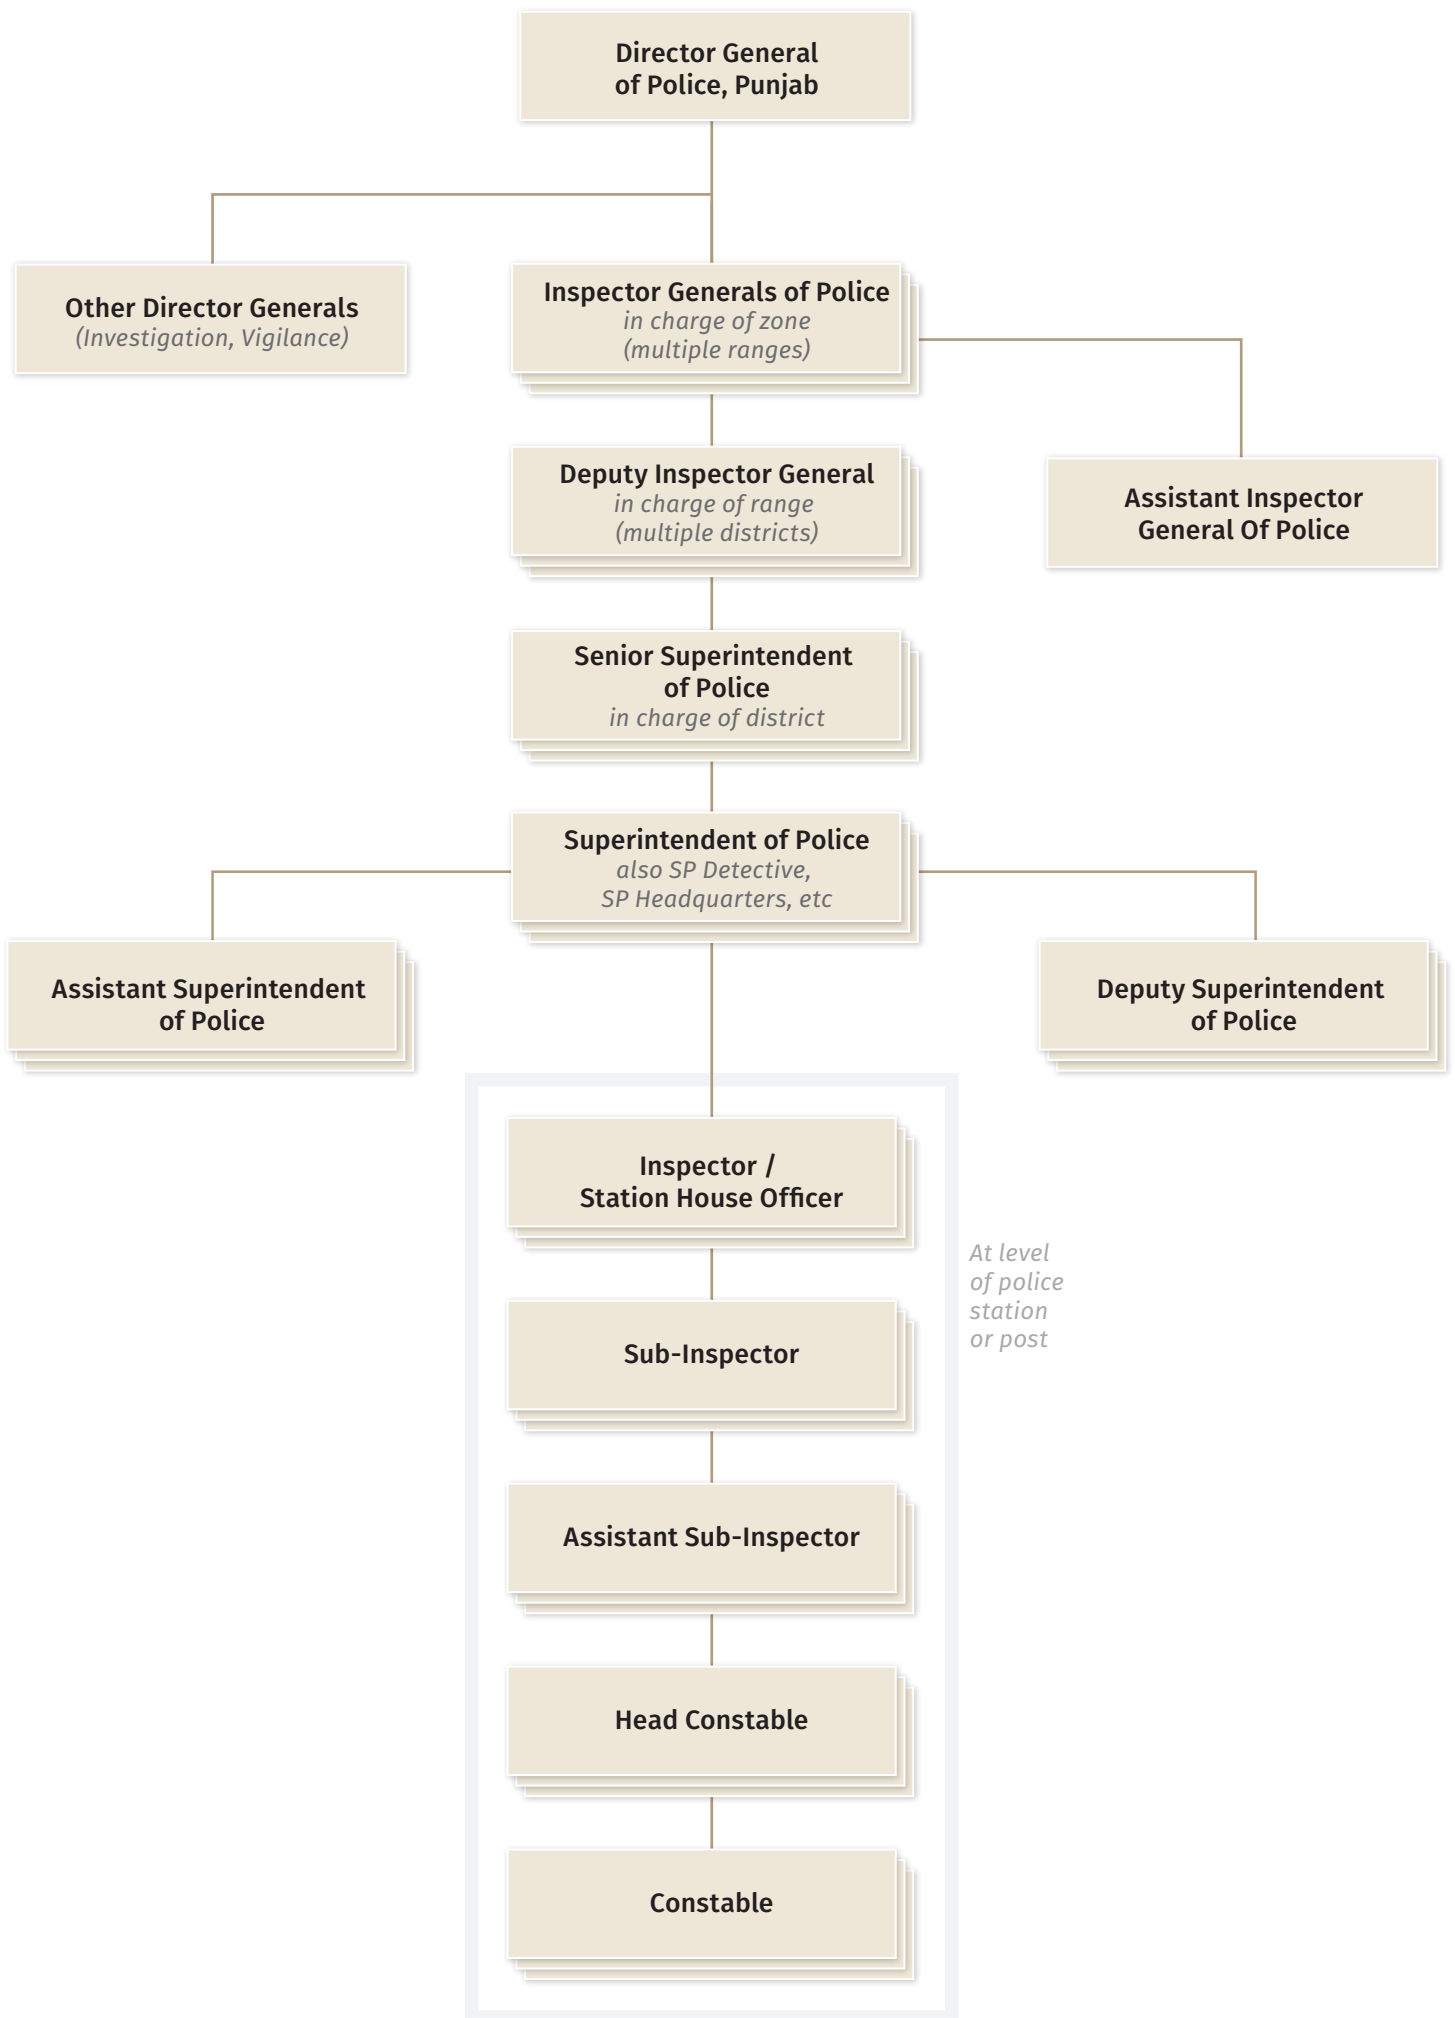 Director General
of Police, Punjab
Other Director Generals
(Investigation, Vigilance)
Inspector Generals of Police
in charge of zone
(multiple ranges)
Deputy Inspector General
in charge of range
(multiple districts)
Assistant Inspector
General Of Police
Senior Superintendent
of Police
in charge of district
Superintendent of Police
also SP Detective,
SP Headquarters, etc
Assistant Superintendent
of Police
Deputy Superintendent
of Police
Inspector /
Station House Officer
At level
of police
station
or post
Sub-Inspector
Assistant Sub-Inspector
Head Constable
Constable